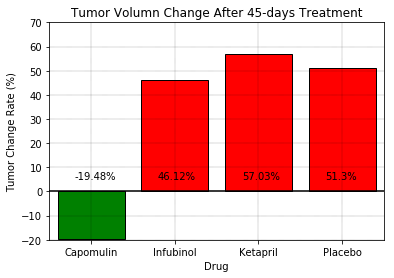 Tumor Volumn Change After 45-days Treatment
70
60
50
40
30
20
10
0
−10
−20
Tumor Change Rate (%)
-19.48%
46.12%
57.03%
51.3%
Capomulin
Infubinol
Ketapril
Placebo
Drug